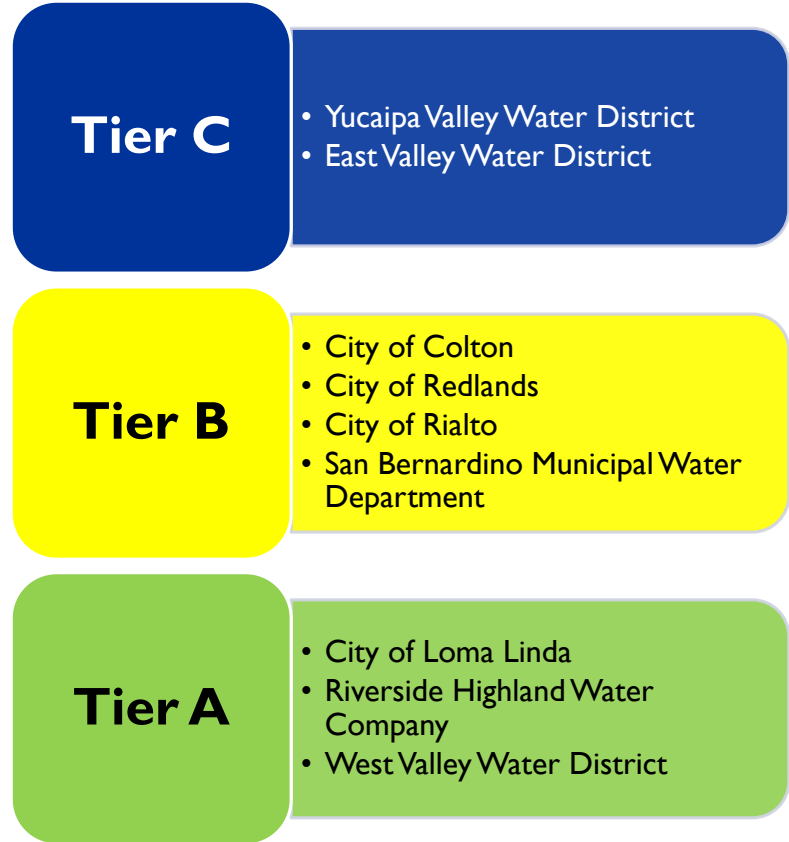 Tier C
• Yucaipa Valley Water District
• East Valley Water District
Tier B
• City of Colton
• City of Redlands
• City of Rialto
• San Bernardino Municipal Water
Department
Tier A
• City of Loma Linda
• Riverside Highland Water
Company
• West Valley Water District